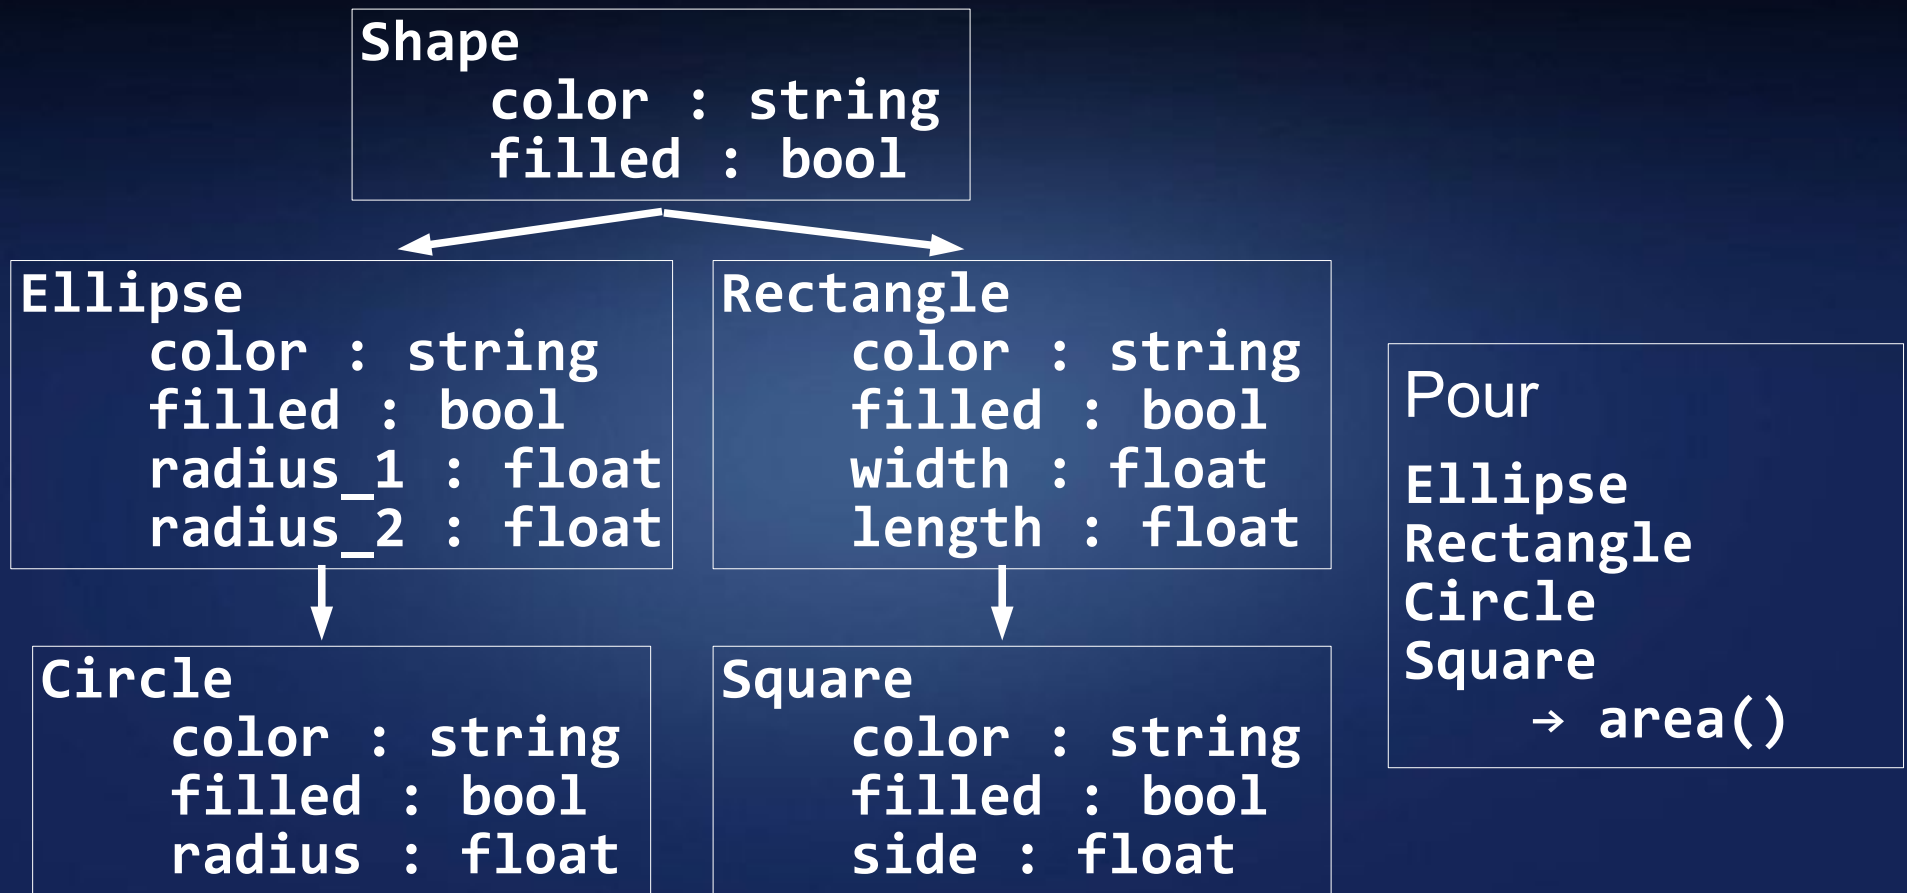 Shape
color : string
filled : bool
Ellipse
color : string
filled : bool
radius_1 : float
radius_2 : float
Rectangle
color : string
filled : bool
width : float
length : float
Circle
color : string
filled : bool
radius : float
Square
color : string
filled : bool
side : float
Pour
Ellipse
Rectangle
Circle
Square
→ area()